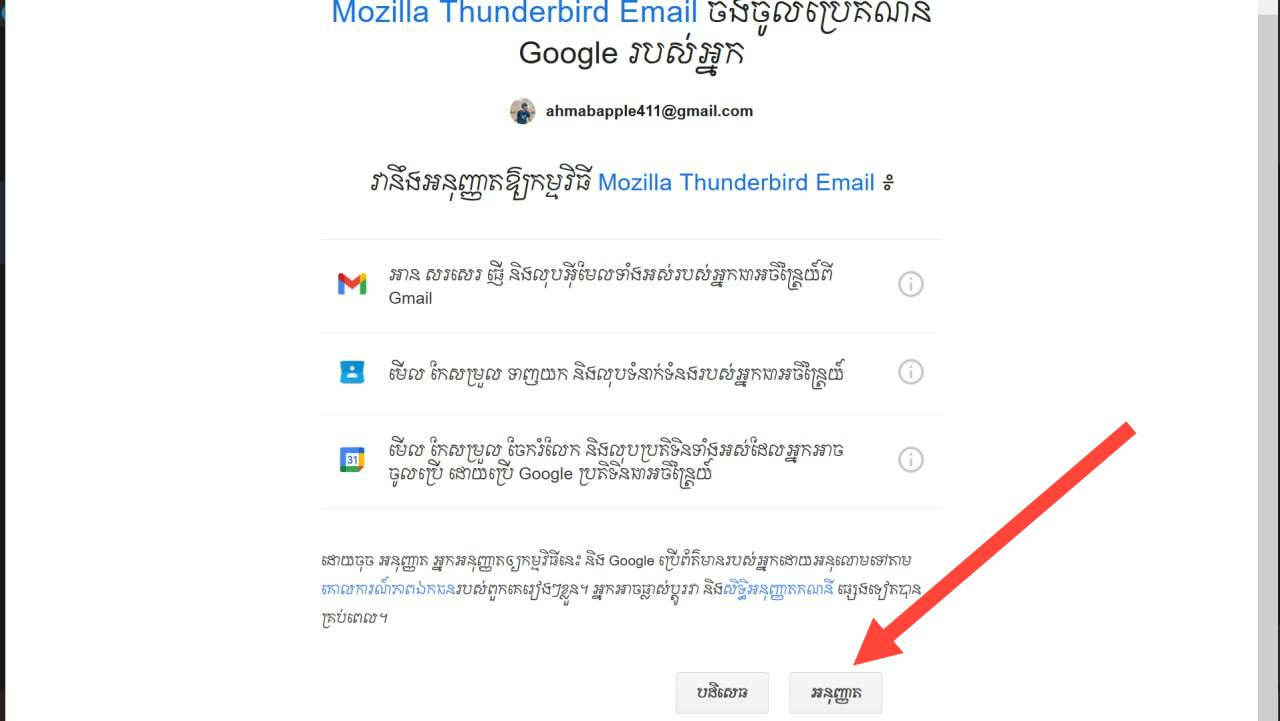 Mozilla Thunderbird Email ចង់ចូលប្រើគណនី
Google របស់អ្នក
ahmabapple411@gmail.com
វានឹងអនុញ្ញាតឱ្យកម្មវិធី Mozilla Thunderbird Email ៖
អាន សរសេរ ផ្ញើ និងលុបអ៊ីមែលទាំងអស់របស់អ្នកជាអចិន្ត្រៃយ៍ពី
Gmail
មើល កែសម្រួល ទាញយក និងលុបទំនាក់ទំនងរបស់អ្នកជាអចិន្ត្រៃយ៍
31
មើល កែសម្រួល ចែករំលែក និងលុបប្រតិទិនទាំងអស់ដែលអ្នកអាច
ចូលប្រើ ដោយប្រើ Google ប្រតិទិនជាអចិន្ត្រៃយ៍
ដោយចុច អនុញ្ញាត អ្នកអនុញ្ញាតឲ្យកម្មវិធីនេះ និង Google ប្រើព័ត៌មានរបស់អ្នកដោយអនុលោមទៅតាម
គោលការណ៍ភាពឯកជនរបស់ពួកគេរៀងៗខ្លួន។ អ្នកអាចផ្លាស់ប្ដូរវា និងសិទ្ធិអនុញ្ញាតគណនី ផ្សេងទៀតបាន
គ្រប់ពេល។
បដិសេធ
អនុញ្ញាត